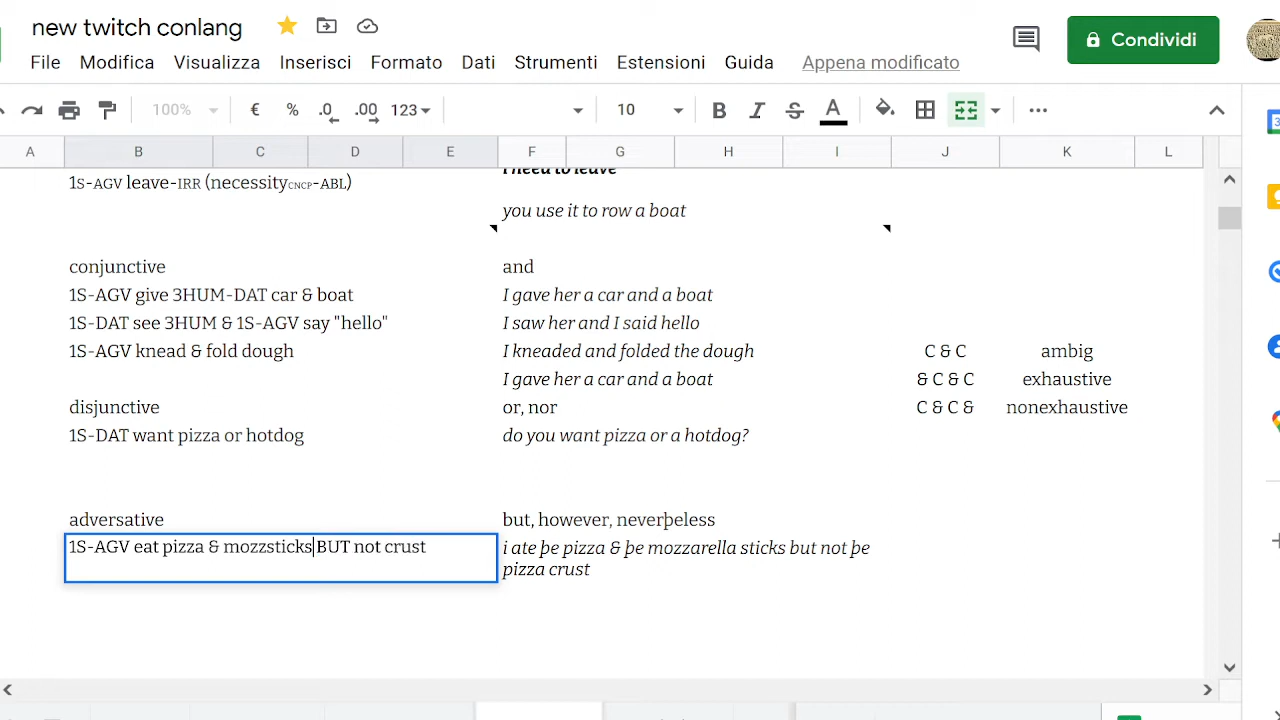 new twitch conlang
Condividi
File Modifica Visualizza Inserisci Formato Dati Strumenti Estensioni Guida Appena modificato
100% € % .0 .00 123 10 B I S A
A B C D E F G H I J K L
1S-AGV leave-IRR (necessityCNCP-ABL) I need to leave
you use it to row a boat
conjunctive and
1S-AGV give 3HUM-DAT car & boat I gave her a car and a boat
1S-DAT see 3HUM & 1S-AGV say "hello" I saw her and I said hello
1S-AGV knead & fold dough I kneaded and folded the dough C & C ambig
I gave her a car and a boat & C & C exhaustive
disjunctive or, nor C & C & nonexhaustive
1S-DAT want pizza or hotdog do you want pizza or a hotdog?
adversative but, however, neverþeless
1S-AGV eat pizza & mozzsticks BUT not crust i ate þe pizza & þe mozzarella sticks but not þe
pizza crust